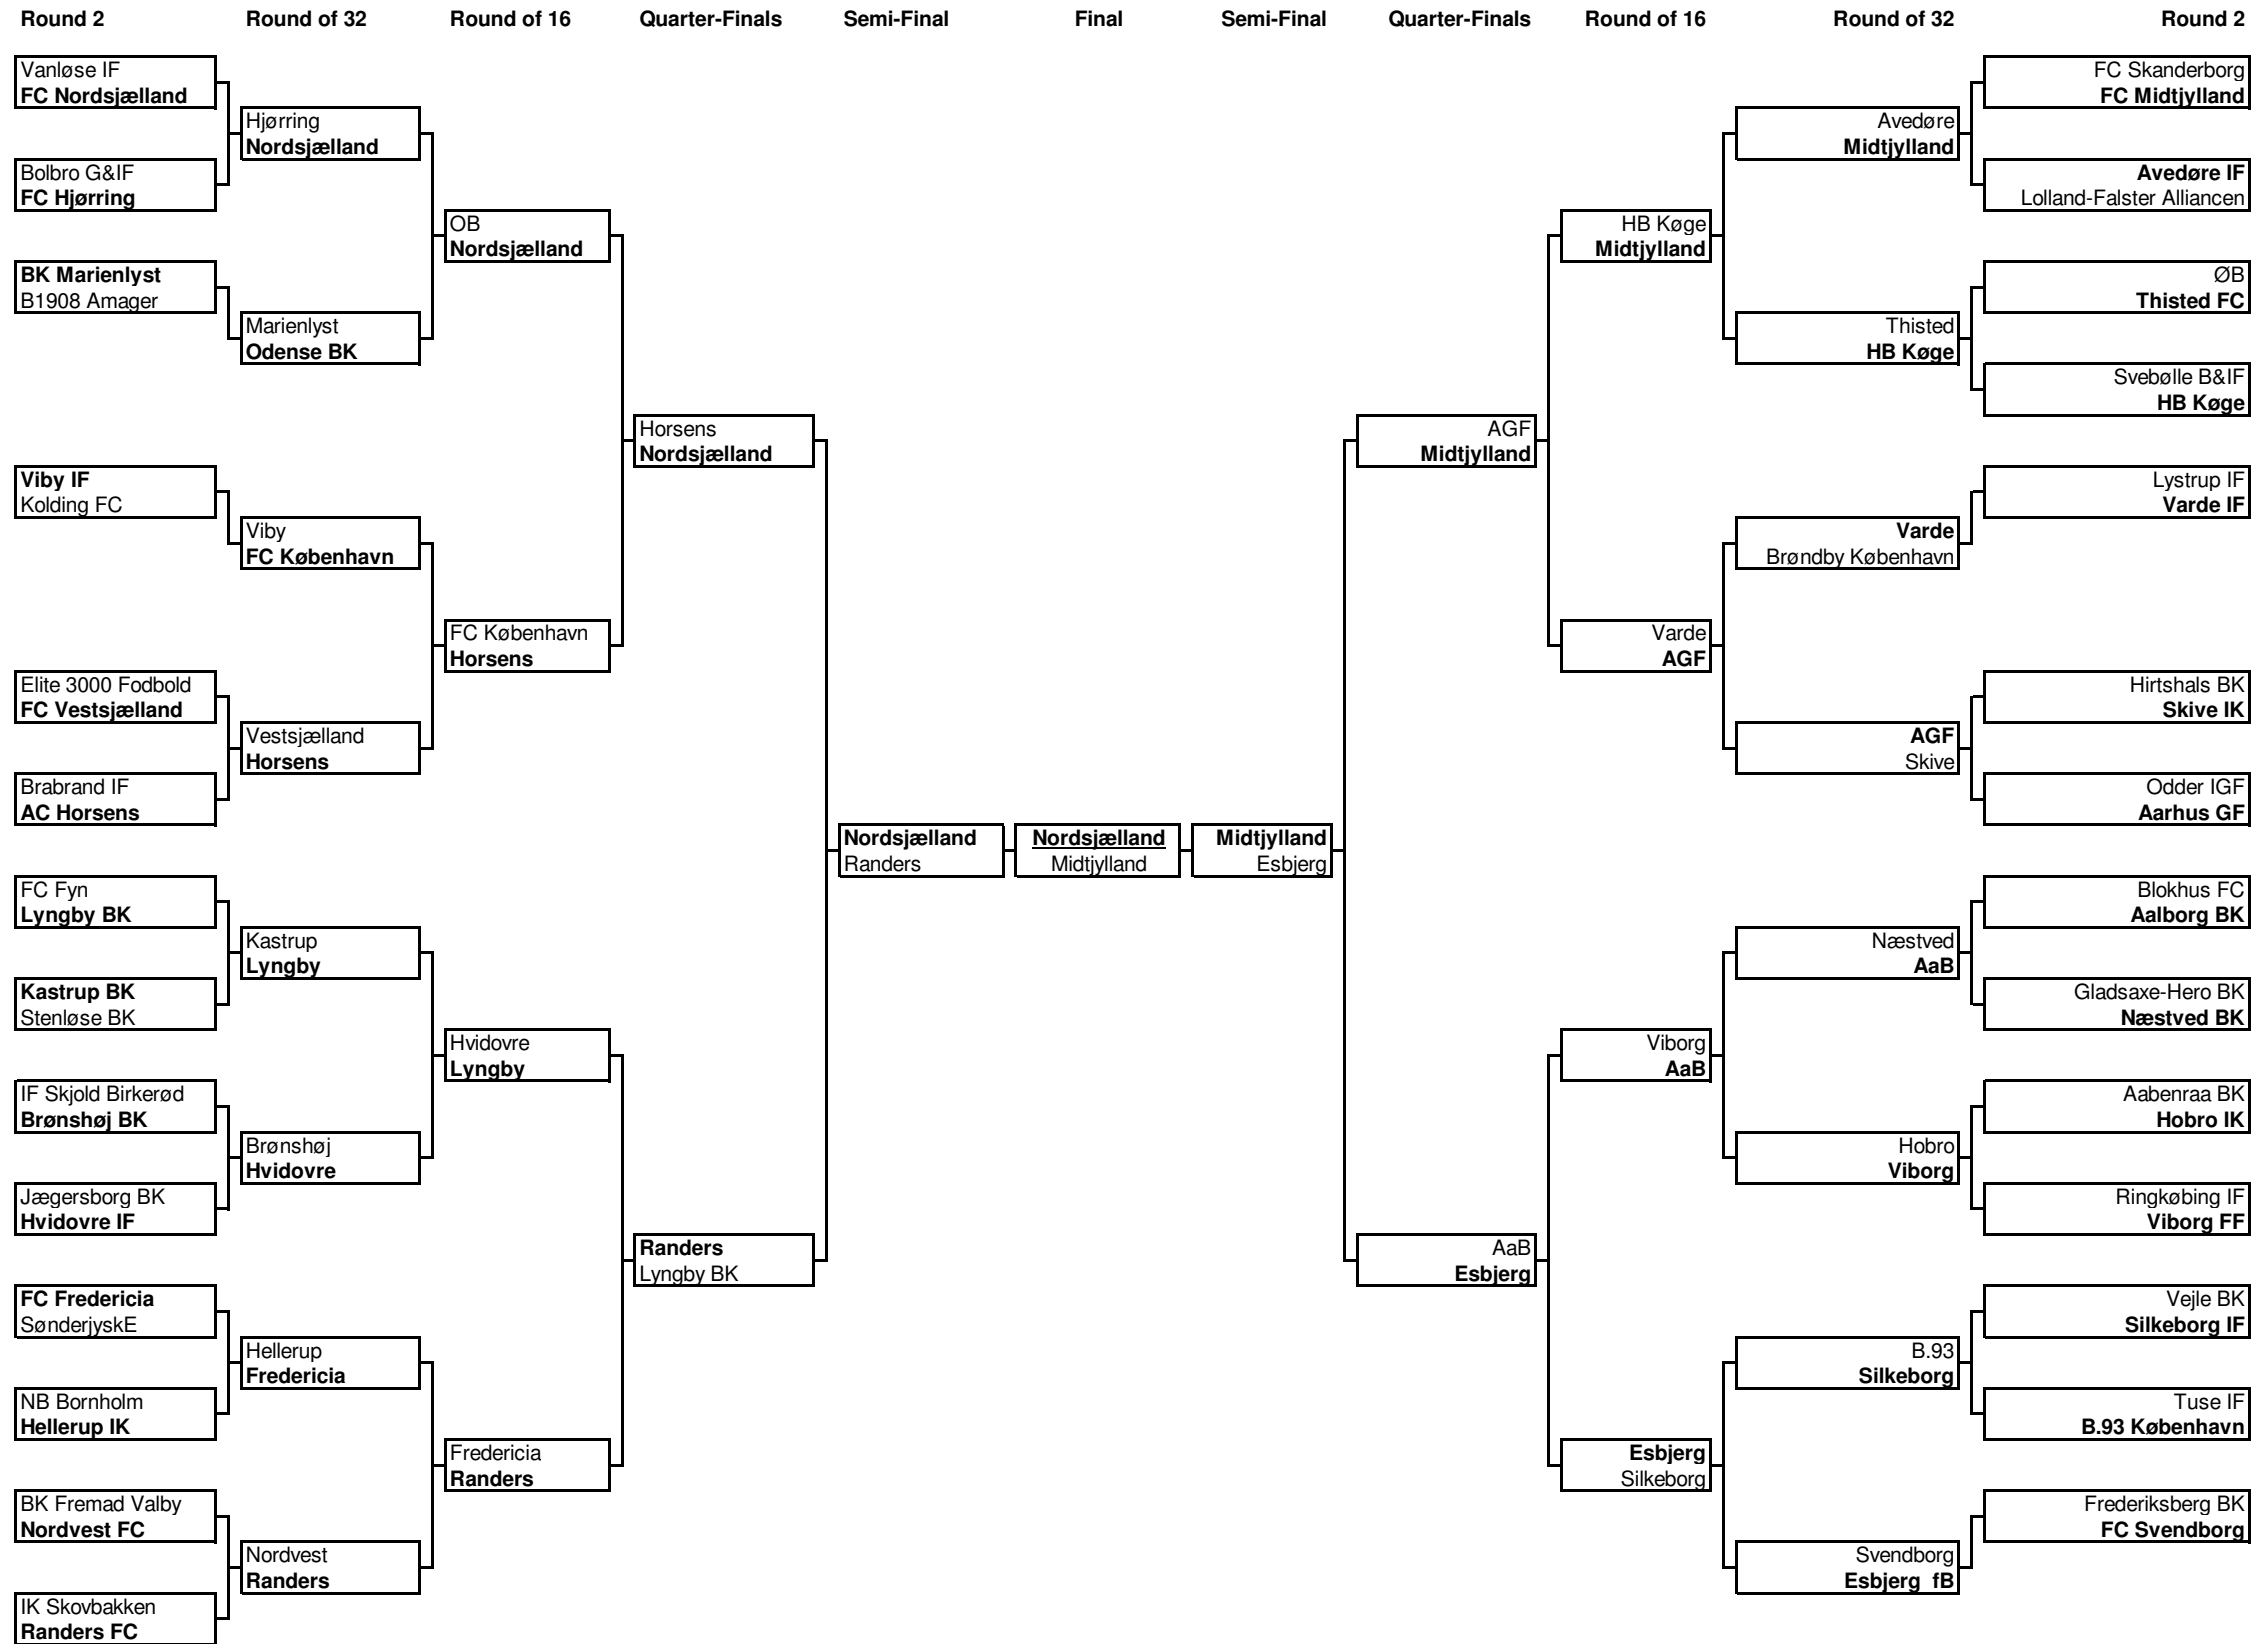 Round 2 Round of 32 Round of 16 Quarter-Finals Semi-Final Final Semi-Final Quarter-Finals Round of 16 Round of 32 Round 2
Vanløse IF
FC Nordsjælland
Bolbro G&IF
FC Hjørring
BK Marienlyst
B1908 Amager
Viby IF
Kolding FC
Elite 3000 Fodbold
FC Vestsjælland
Brabrand IF
AC Horsens
FC Fyn
Lyngby BK
Kastrup BK
Stenløse BK
IF Skjold Birkerød
Brønshøj BK
Jægersborg BK
Hvidovre IF
FC Fredericia
SønderjyskE
NB Bornholm
Hellerup IK
BK Fremad Valby
Nordvest FC
IK Skovbakken
Randers FC
Hjørring
Nordsjælland
Marienlyst
Odense BK
Viby
FC København
Vestsjælland
Horsens
Kastrup
Lyngby
Brønshøj
Hvidovre
Hellerup
Fredericia
Nordvest
Randers
OB
Nordsjælland
FC København
Horsens
Hvidovre
Lyngby
Fredericia
Randers
Horsens
Nordsjælland
Randers
Lyngby BK
Nordsjælland
Randers
Nordsjælland
Midtjylland
Midtjylland
Esbjerg
AGF
Midtjylland
AaB
Esbjerg
HB Køge
Midtjylland
Varde
AGF
Viborg
AaB
Esbjerg
Silkeborg
Avedøre
Midtjylland
Thisted
HB Køge
Varde
Brøndby København
AGF
Skive
Næstved
AaB
Hobro
Viborg
B.93
Silkeborg
Svendborg
Esbjerg fB
FC Skanderborg
FC Midtjylland
Avedøre IF
Lolland-Falster Alliancen
ØB
Thisted FC
Svebølle B&IF
HB Køge
Lystrup IF
Varde IF
Hirtshals BK
Skive IK
Odder IGF
Aarhus GF
Blokhus FC
Aalborg BK
Gladsaxe-Hero BK
Næstved BK
Aabenraa BK
Hobro IK
Ringkøbing IF
Viborg FF
Vejle BK
Silkeborg IF
Tuse IF
B.93 København
Frederiksberg BK
FC Svendborg